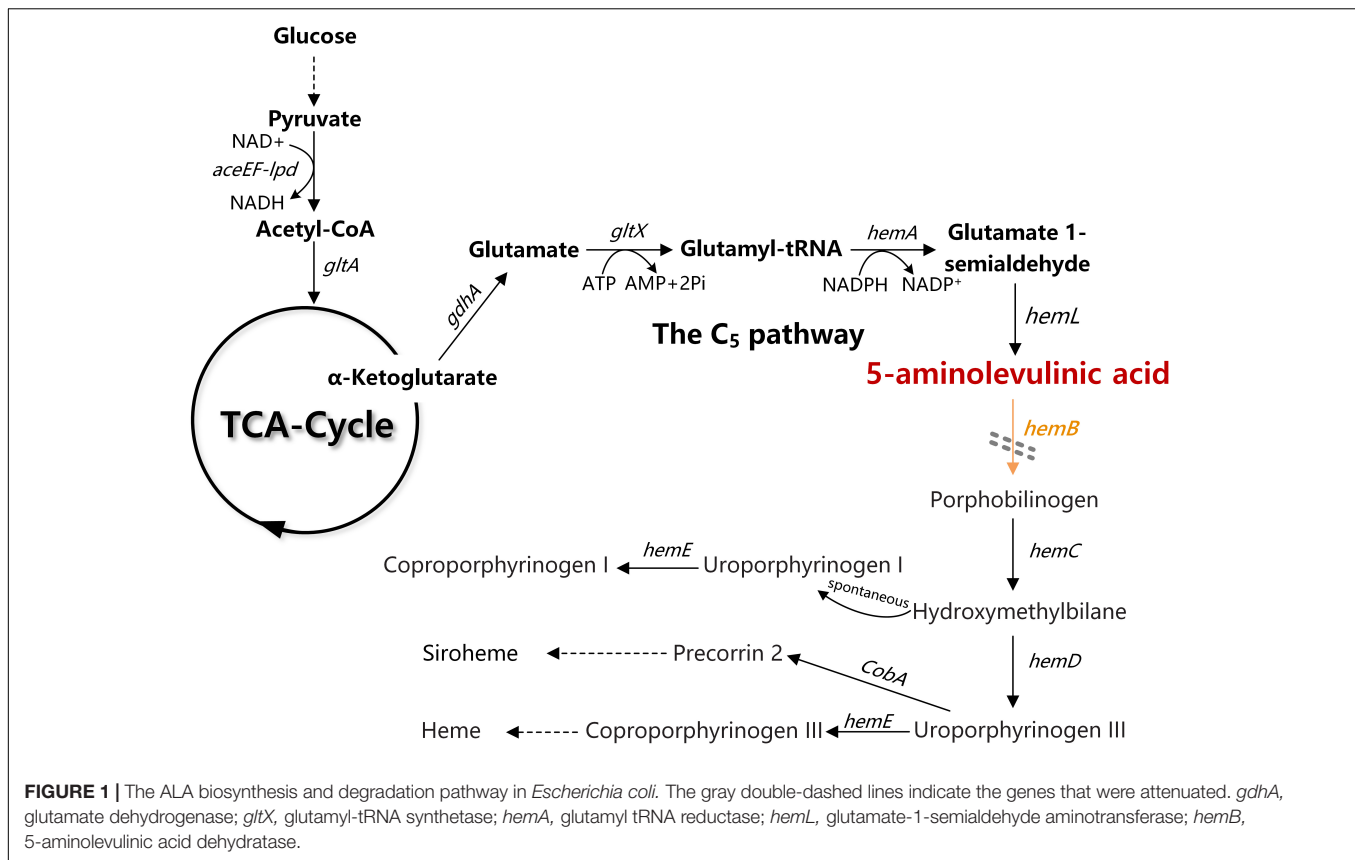 Glucose
Pyruvate
NAD+
aceEF-lpd
NADH
Acetyl-CoA
gltA
TCA-Cycle
α-Ketoglutarate
gdhA
Glutamate
gltX
ATP AMP+2Pi
Glutamyl-tRNA
hemA
NADPH NADP⁺
Glutamate 1-
semialdehyde
The C₅ pathway
hemL
5-aminolevulinic acid
hemB
Porphobilinogen
hemC
Hydroxymethylbilane
spontaneous
Uroporphyrinogen I
hemE
Coproporphyrinogen I
hemD
Uroporphyrinogen III
CobA
Precorrin 2
Siroheme
hemE
Coproporphyrinogen III
Heme
FIGURE 1 | The ALA biosynthesis and degradation pathway in Escherichia coli. The gray double-dashed lines indicate the genes that were attenuated. gdhA,
glutamate dehydrogenase; gltX, glutamyl-tRNA synthetase; hemA, glutamyl tRNA reductase; hemL, glutamate-1-semialdehyde aminotransferase; hemB,
5-aminolevulinic acid dehydratase.